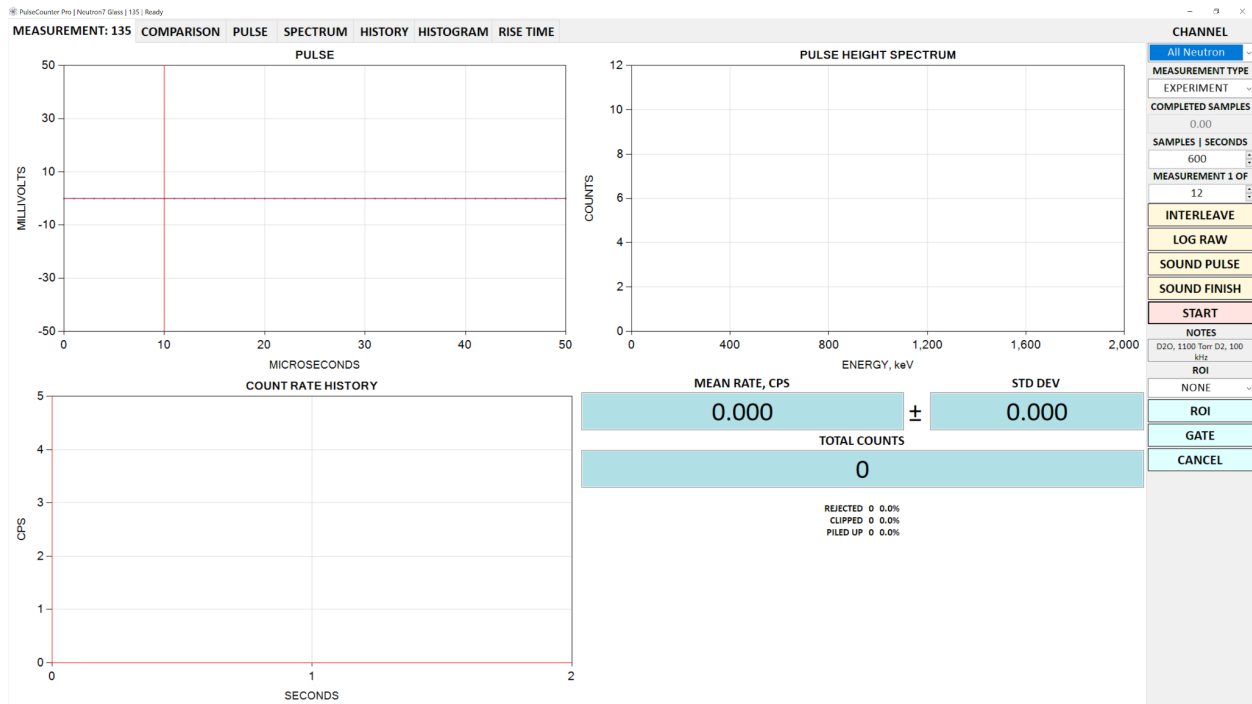 PulseCounter Pro | Neutron7 Glass | 135 | Ready
MEASUREMENT: 135 COMPARISON PULSE SPECTRUM HISTORY HISTOGRAM RISE TIME
PULSE
50
30
10
-10
-30
-50
MILLIVOLTS
0 10 20 30 40 50
MICROSECONDS
PULSE HEIGHT SPECTRUM
12
10
8
6
4
2
0
COUNTS
0 400 800 1,200 1,600 2,000
ENERGY, keV
COUNT RATE HISTORY
5
4
3
2
1
0
CPS
0 1 2
SECONDS
MEAN RATE, CPS STD DEV
0.000 ± 0.000
TOTAL COUNTS
0
REJECTED 0 0.0%
CLIPPED 0 0.0%
PILED UP 0 0.0%
CHANNEL
All Neutron
MEASUREMENT TYPE
EXPERIMENT
COMPLETED SAMPLES
0.00
SAMPLES | SECONDS
600
MEASUREMENT 1 OF
12
INTERLEAVE
LOG RAW
SOUND PULSE
SOUND FINISH
START
NOTES
D2O, 1100 Torr D2, 100
kHz
ROI
NONE
ROI
GATE
CANCEL